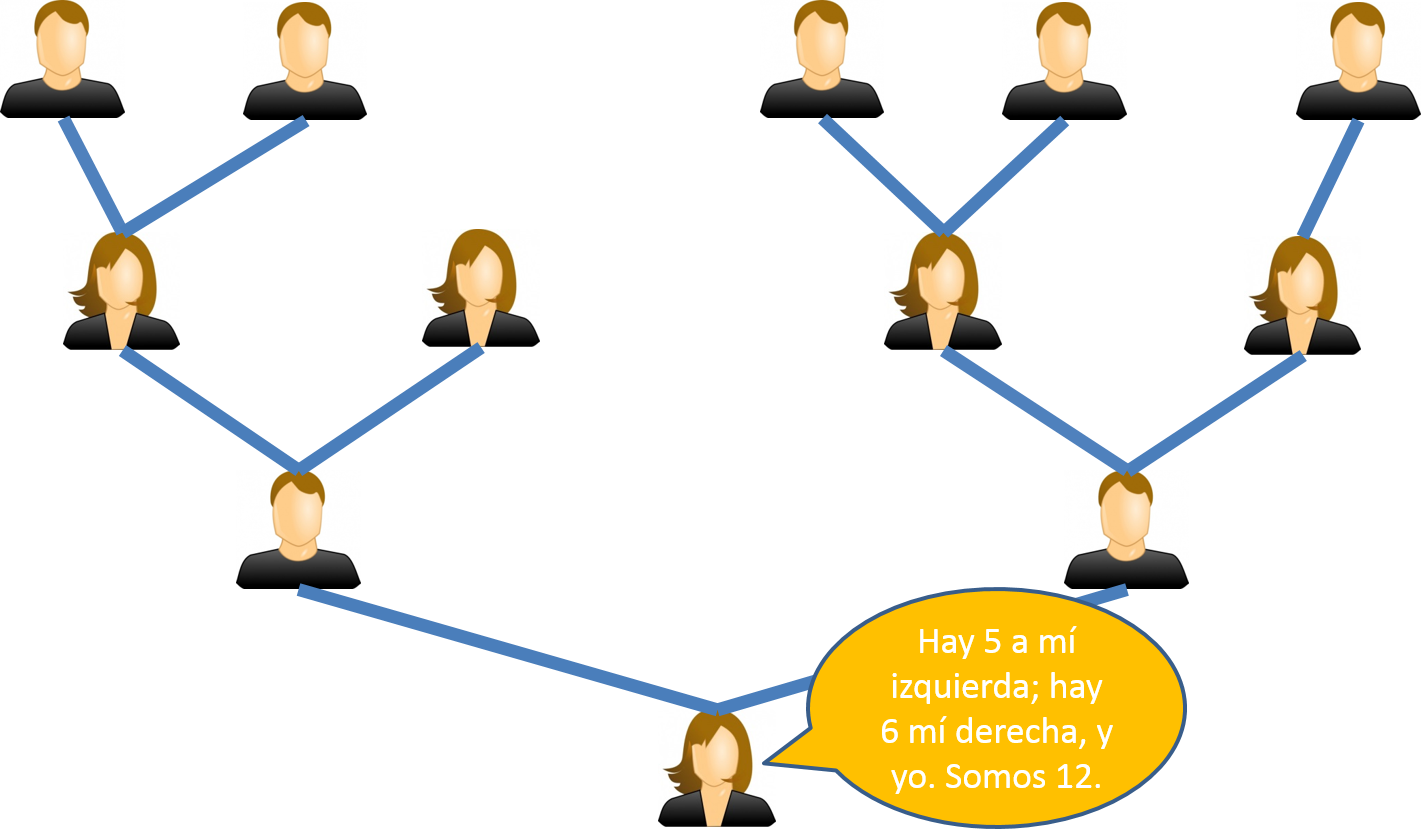 Hay 5 a mí
izquierda; hay
6 mí derecha, y
yo. Somos 12.